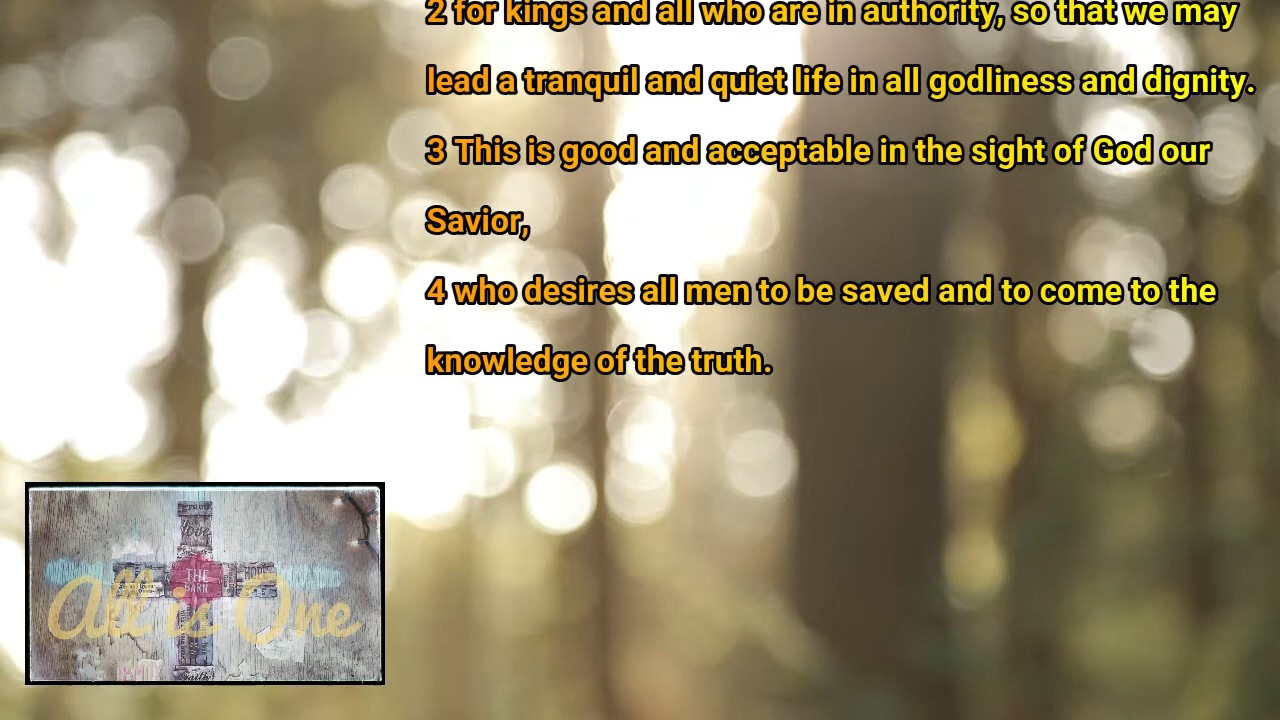 2 for kings and all who are in authority, so that we may
lead a tranquil and quiet life in all godliness and dignity.
3 This is good and acceptable in the sight of God our
Savior,
4 who desires all men to be saved and to come to the
knowledge of the truth.
Love
THE
BARN
All is One